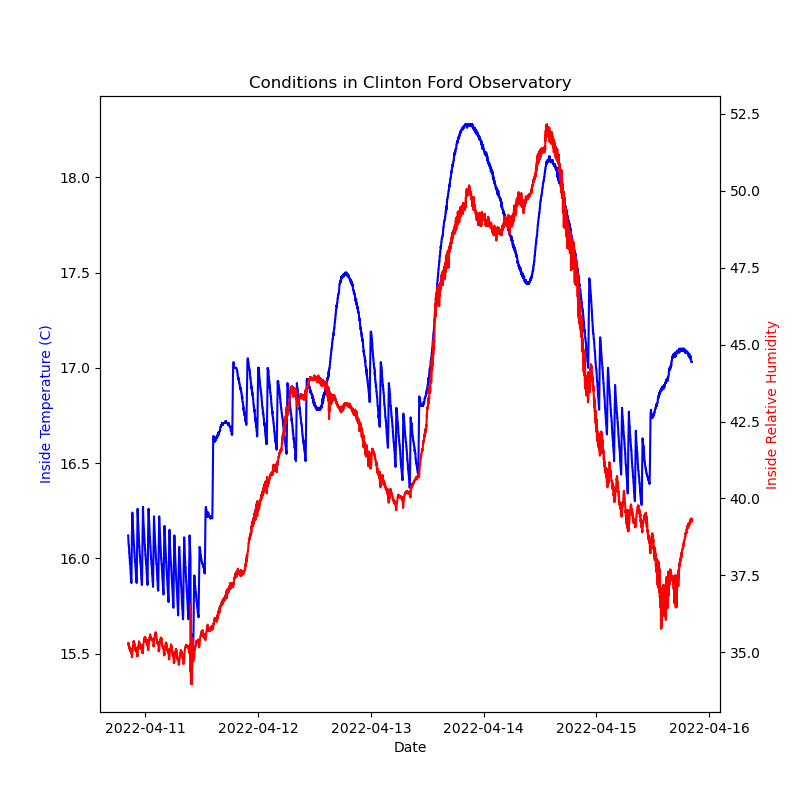 Conditions in Clinton Ford Observatory
Inside Temperature (C)
18.0
17.5
17.0
16.5
16.0
15.5
52.5
50.0
47.5
45.0
42.5
40.0
37.5
35.0
Inside Relative Humidity
2022-04-11 2022-04-12 2022-04-13 2022-04-14 2022-04-15 2022-04-16
Date